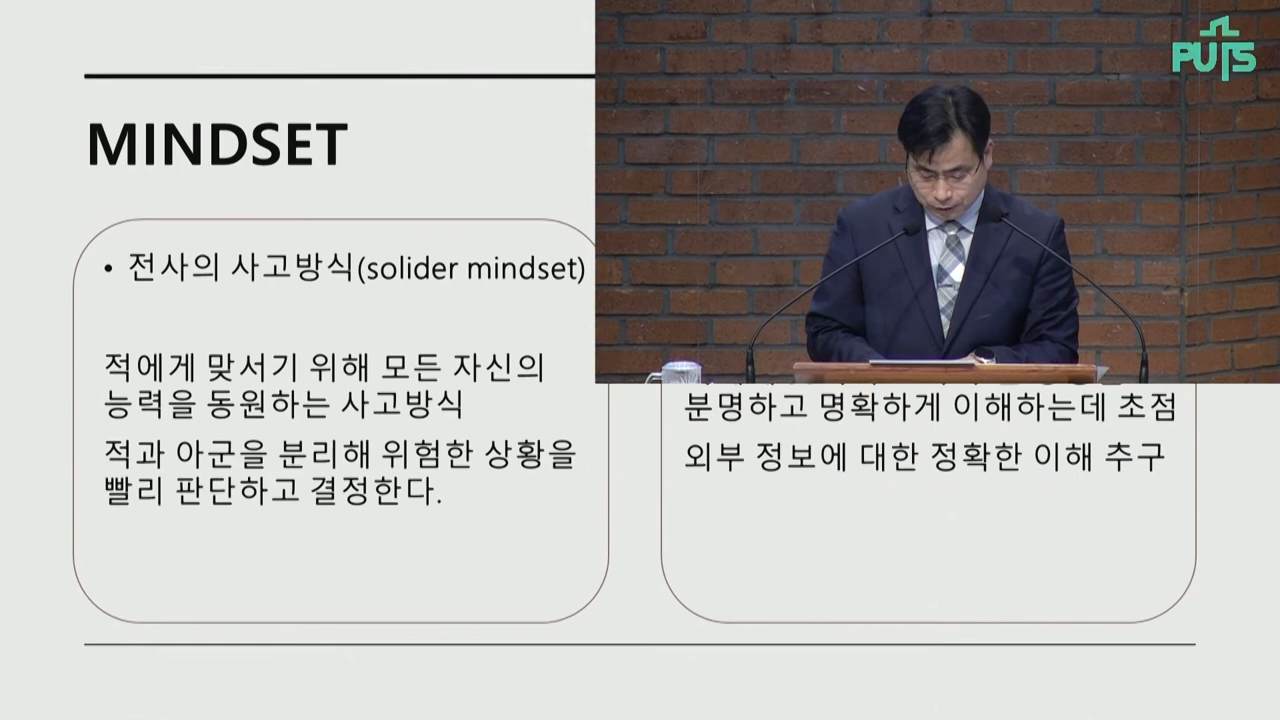 PUTS
MINDSET
• 전사의 사고방식(solider mindset)
적에게 맞서기 위해 모든 자신의
능력을 동원하는 사고방식
적과 아군을 분리해 위험한 상황을
빨리 판단하고 결정한다.
분명하고 명확하게 이해하는데 초점
외부 정보에 대한 정확한 이해 추구